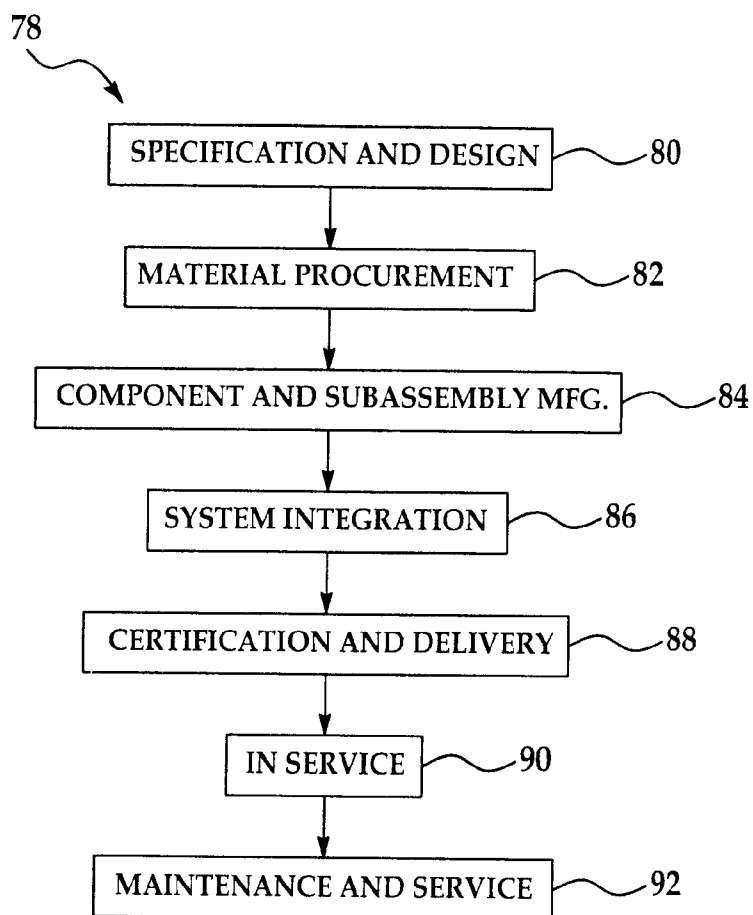 78
SPECIFICATION AND DESIGN 80
MATERIAL PROCUREMENT 82
COMPONENT AND SUBASSEMBLY MFG. 84
SYSTEM INTEGRATION 86
CERTIFICATION AND DELIVERY 88
IN SERVICE 90
MAINTENANCE AND SERVICE 92